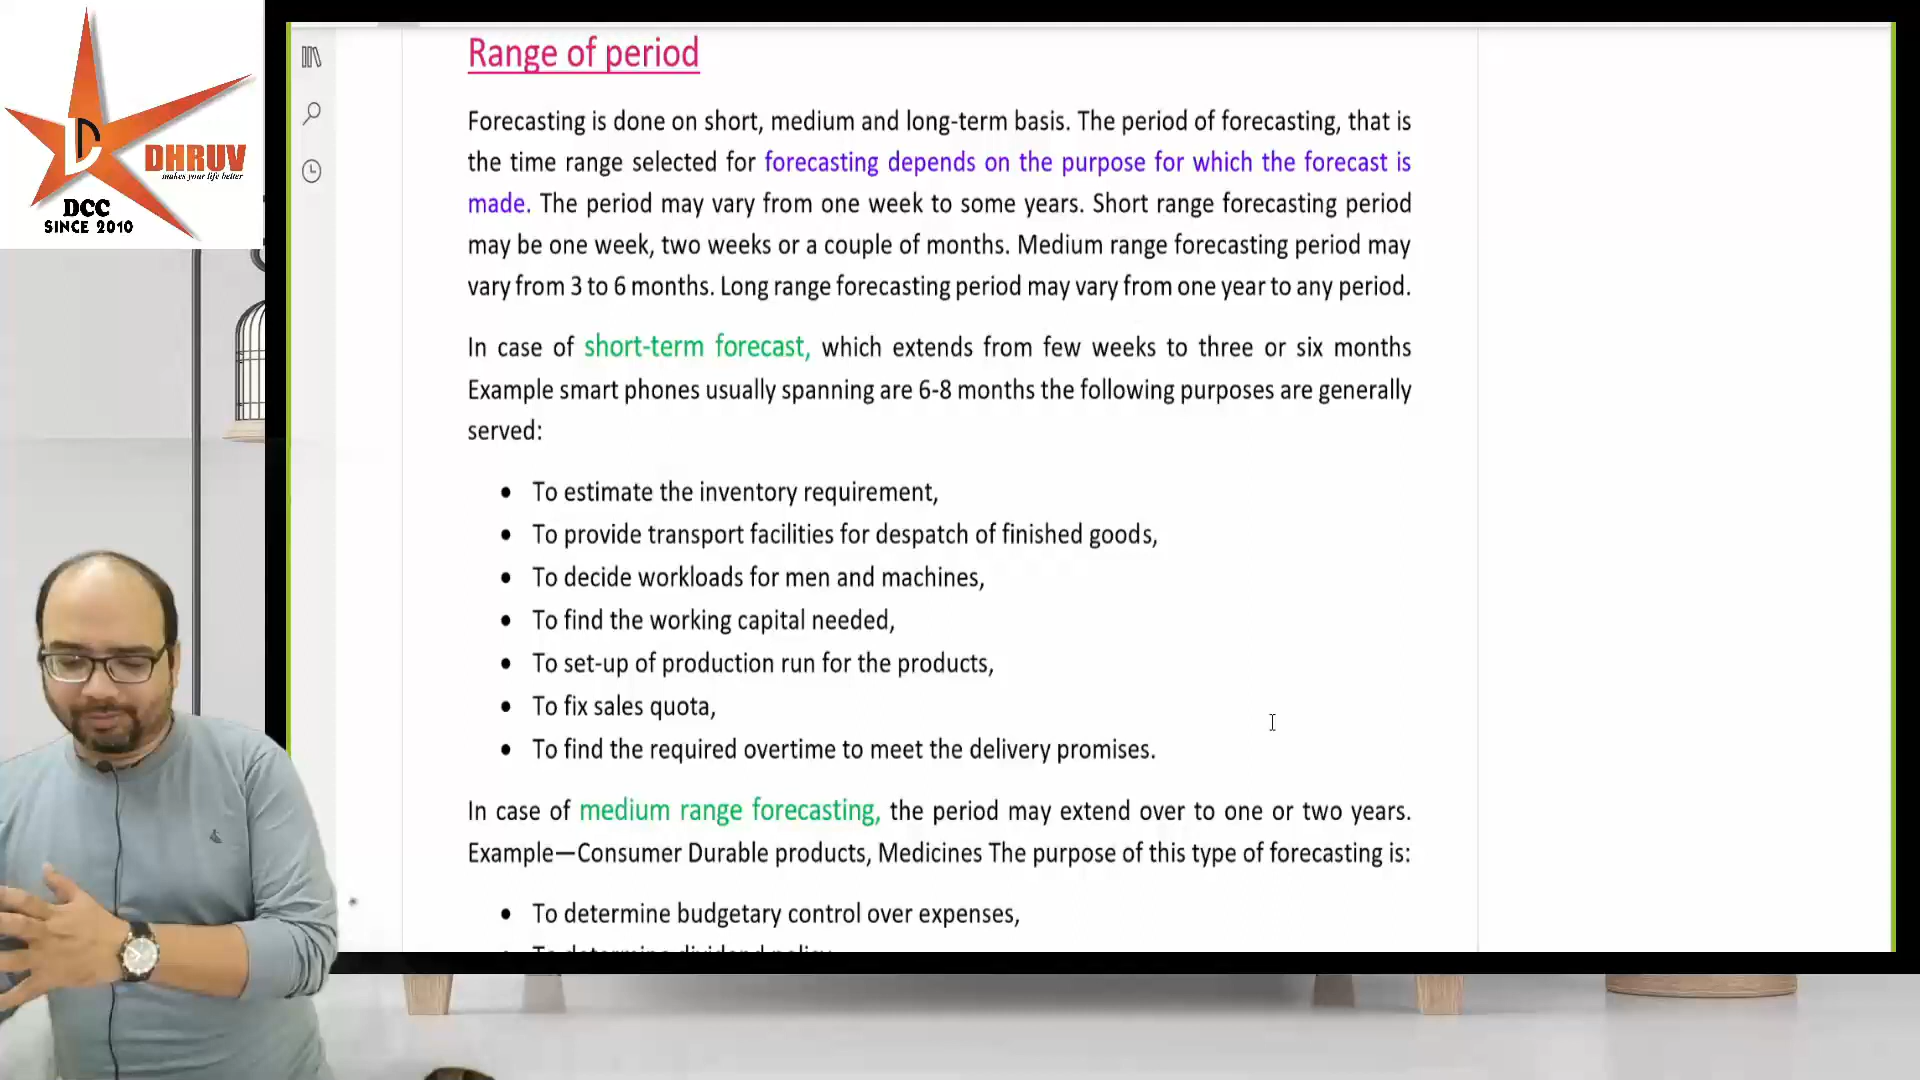 DHRUV
makes your life better
DCC
SINCE 2010
Range of period
Forecasting is done on short, medium and long-term basis. The period of forecasting, that is
the time range selected for forecasting depends on the purpose for which the forecast is
made. The period may vary from one week to some years. Short range forecasting period
may be one week, two weeks or a couple of months. Medium range forecasting period may
vary from 3 to 6 months. Long range forecasting period may vary from one year to any period.
In case of short-term forecast, which extends from few weeks to three or six months
Example smart phones usually spanning are 6-8 months the following purposes are generally
served:
• To estimate the inventory requirement,
• To provide transport facilities for despatch of finished goods,
• To decide workloads for men and machines,
• To find the working capital needed,
• To set-up of production run for the products,
• To fix sales quota,
• To find the required overtime to meet the delivery promises.
In case of medium range forecasting, the period may extend over to one or two years.
Example—Consumer Durable products, Medicines The purpose of this type of forecasting is:
• To determine budgetary control over expenses,
• To determine dividend policy